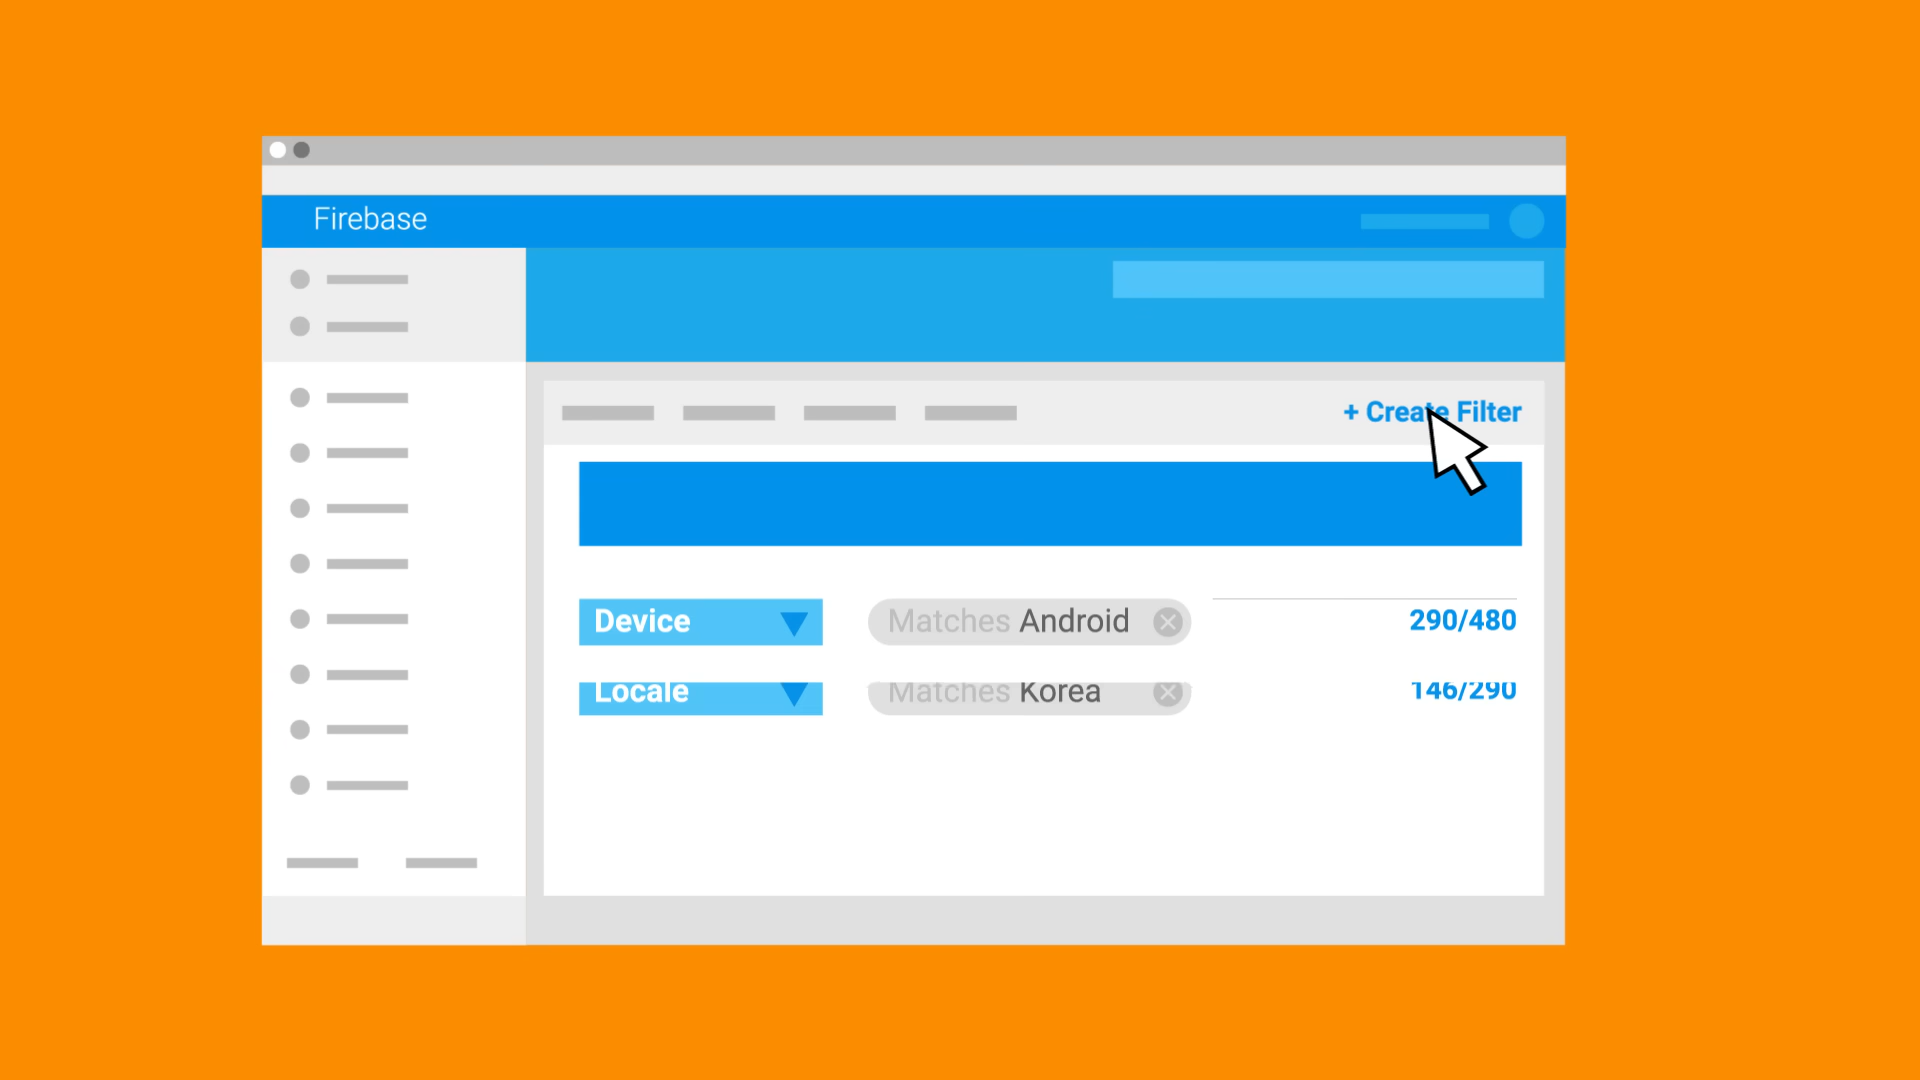 Firebase
+ Create Filter
Device Matches Android 290/480
Locale Matches Korea 146/290